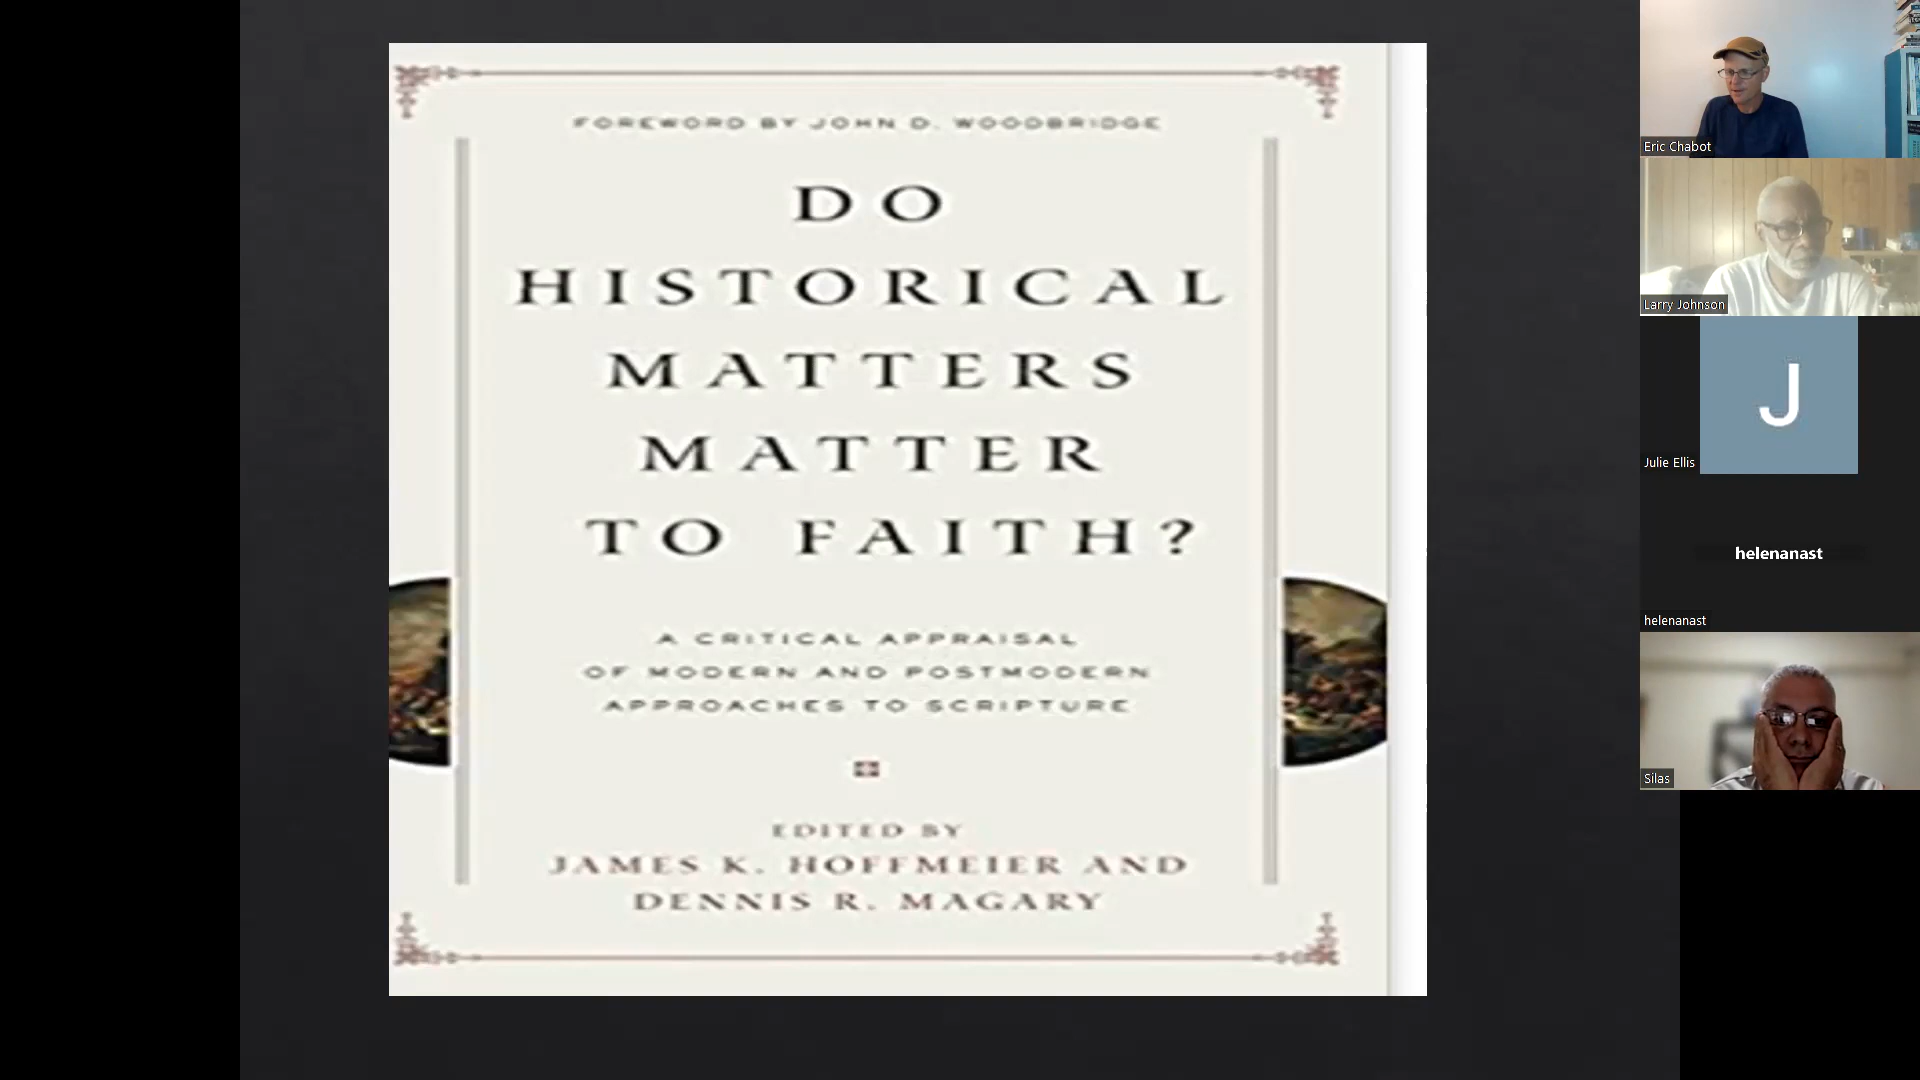 FOREWORD BY JOHN D. WOODBRIDGE
DO
HISTORICAL
MATTERS
MATTER
TO FAITH?
A CRITICAL APPRAISAL
OF MODERN AND POSTMODERN
APPROACHES TO SCRIPTURE
EDITED BY
JAMES K. HOFFMEIER AND
DENNIS R. MAGARY
Eric Chabot
Larry Johnson
J
Julie Ellis
helenanast
helenanast
Silas